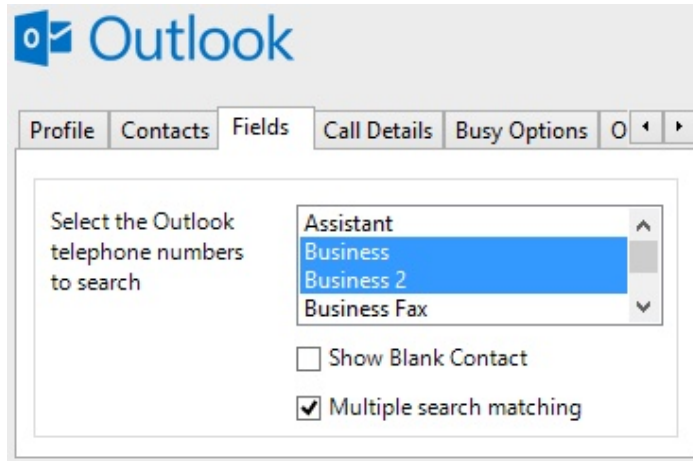 Outlook
Profile Contacts Fields Call Details Busy Options O
Select the Outlook
telephone numbers
to search
Assistant
Business
Business 2
Business Fax
Show Blank Contact
Multiple search matching